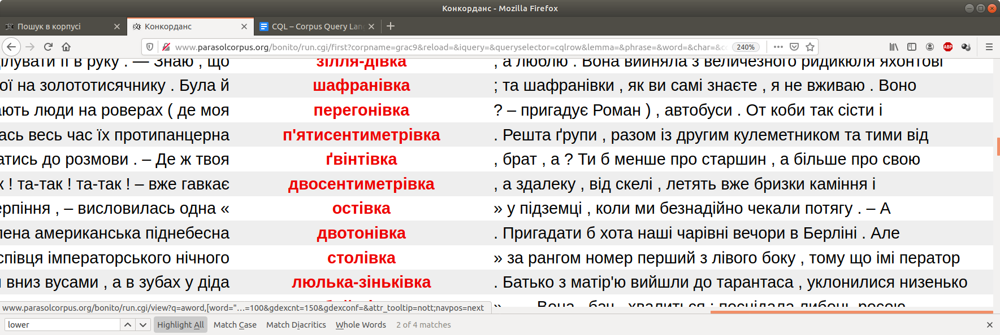 Конкорданс - Mozilla Firefox
Пошук в корпусі
Конкорданс
CQL – Corpus Query Lan
www.parasolcorpus.org/bonito/run.cgi/first?corpname=grac9&reload=&iquery=&queryselector=cqlrow&lemma=&phrase=&word=&char=& 240%
ABP
ілувати її в руку . — Знаю , що зілля-дівка , а люблю . Вона вийняла з величезного ридикюля яхонтові
ої на золототисячнику . Була й шафранівка ; та шафранівки , як ви самі знаєте , я не вживаю . Воно
ають люди на роверах ( де моя перегонівка ? – пригадує Роман ) , автобуси . От коби так сісти і
ась весь час їх протипанцерна п'ятисентиметрівка . Решта ґрупи , разом із другим кулеметником та тими від
атись до розмови . – Де ж твоя ґвінтівка , брат , а ? Ти б менше про старшин , а більше про свою
к ! та-так ! та-так ! – вже гавкає двосентиметрівка , а здалеку , від скелі , летять вже бризки каміння і
ерпіння , – висловилась одна « остівка » у підземці , коли ми безнадійно чекали потягу . – А
лена американська піднебесна двотонівка . Пригадати б хота наші чарівні вечори в Берліні . Але
співця імператорського нічного столівка » за рангом номер перший з лівого боку , тому що імі ператор
вниз вусами , а в зубах у діда люлька-зіньківка . Батько з матір'ю вийшли до тарантаса , уклонилися низенько
Вона , бач , хвалиться : поснідала либонь росою
www.parasolcorpus.org/bonito/run.cgi/view?q=aword,[word="...=100&gdexcnt=150&gdexconf=&attr_tooltip=nott;navpos=next
lower Highlight All Match Case Match Diacritics Whole Words 2 of 4 matches